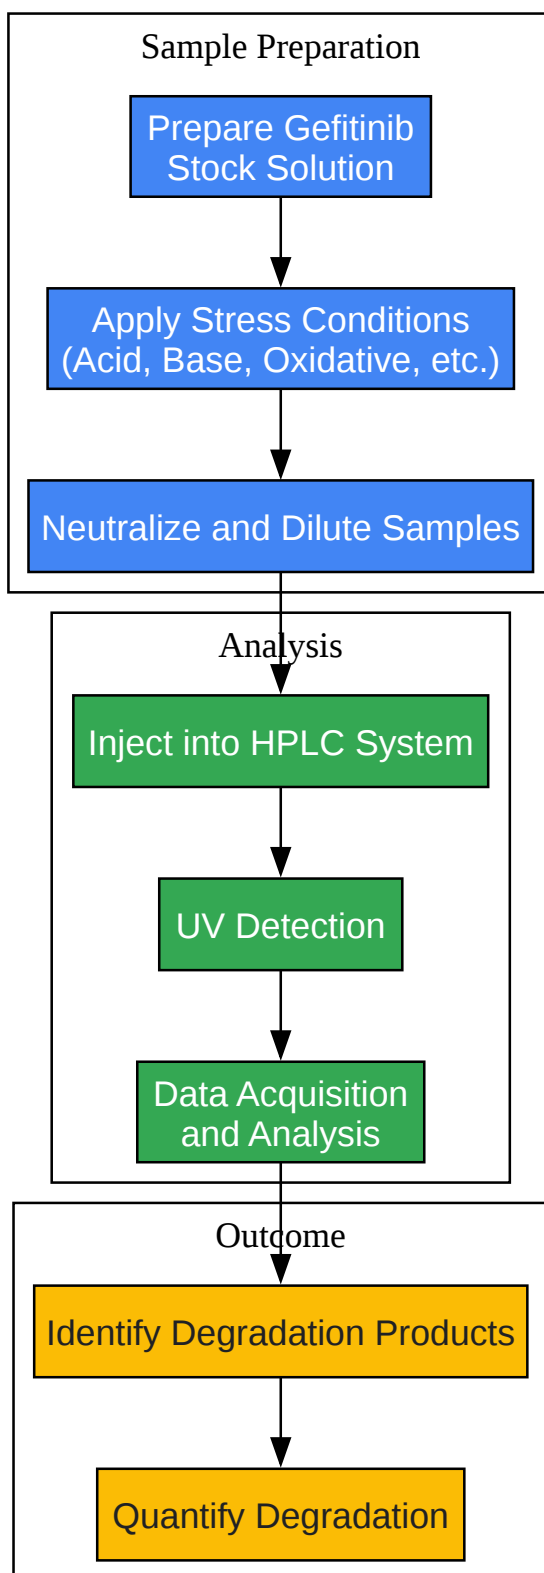 Sample Preparation
Prepare Gefitinib
Stock Solution
Apply Stress Conditions
(Acid, Base, Oxidative, etc.)
Neutralize and Dilute Samples
Analysis
Inject into HPLC System
UV Detection
Data Acquisition
and Analysis
Outcome
Identify Degradation Products
Quantify Degradation